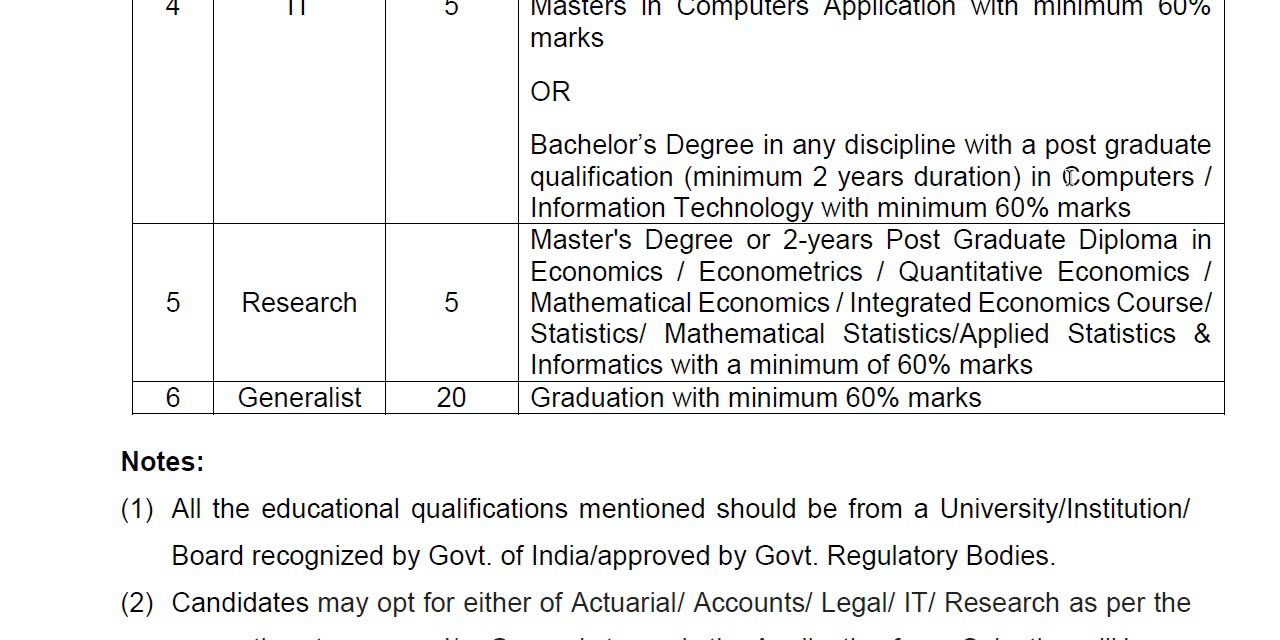 4 IT 5 Masters in Computers Application with minimum 60%
marks
OR
Bachelor’s Degree in any discipline with a post graduate
qualification (minimum 2 years duration) in Computers /
Information Technology with minimum 60% marks
Master's Degree or 2-years Post Graduate Diploma in
Economics / Econometrics / Quantitative Economics /
5 Research 5 Mathematical Economics / Integrated Economics Course/
Statistics/ Mathematical Statistics/Applied Statistics &
Informatics with a minimum of 60% marks
6 Generalist 20 Graduation with minimum 60% marks
Notes:
(1) All the educational qualifications mentioned should be from a University/Institution/
Board recognized by Govt. of India/approved by Govt. Regulatory Bodies.
(2) Candidates may opt for either of Actuarial/ Accounts/ Legal/ IT/ Research as per the